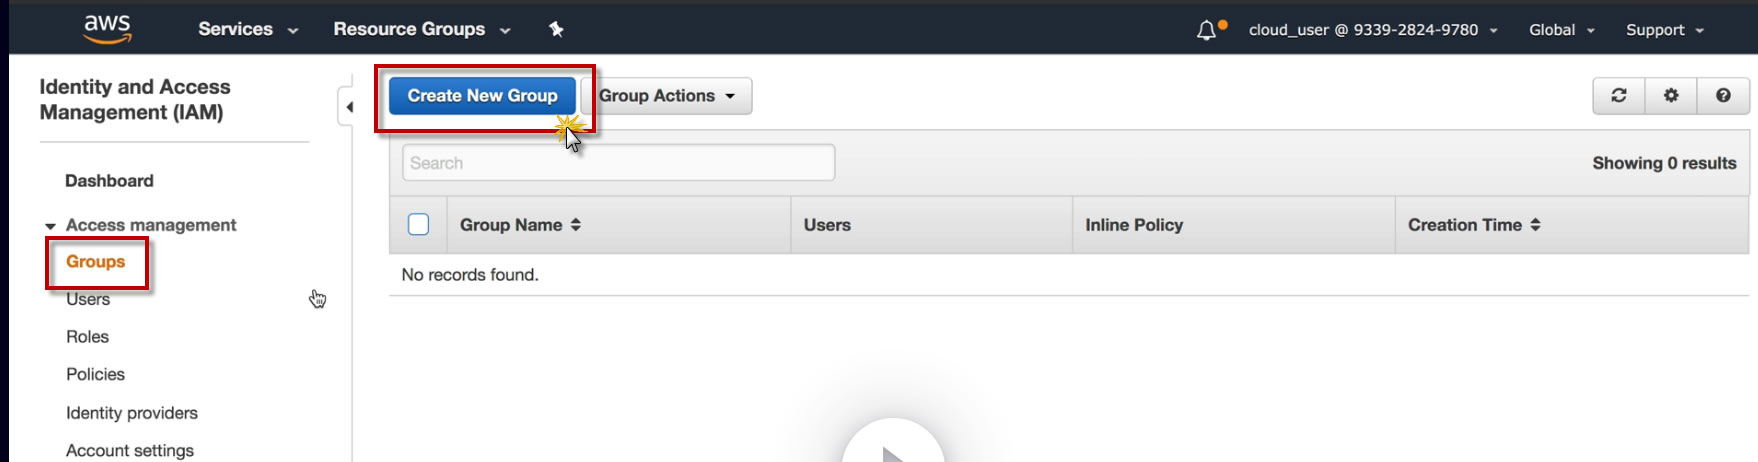 aws Services Resource Groups cloud_user @ 9339-2824-9780 Global Support
Identity and Access
Management (IAM)
Dashboard
Access management
Groups
Users
Roles
Policies
Identity providers
Account settings
Create New Group Group Actions
Search Showing 0 results
Group Name Users Inline Policy Creation Time
No records found.